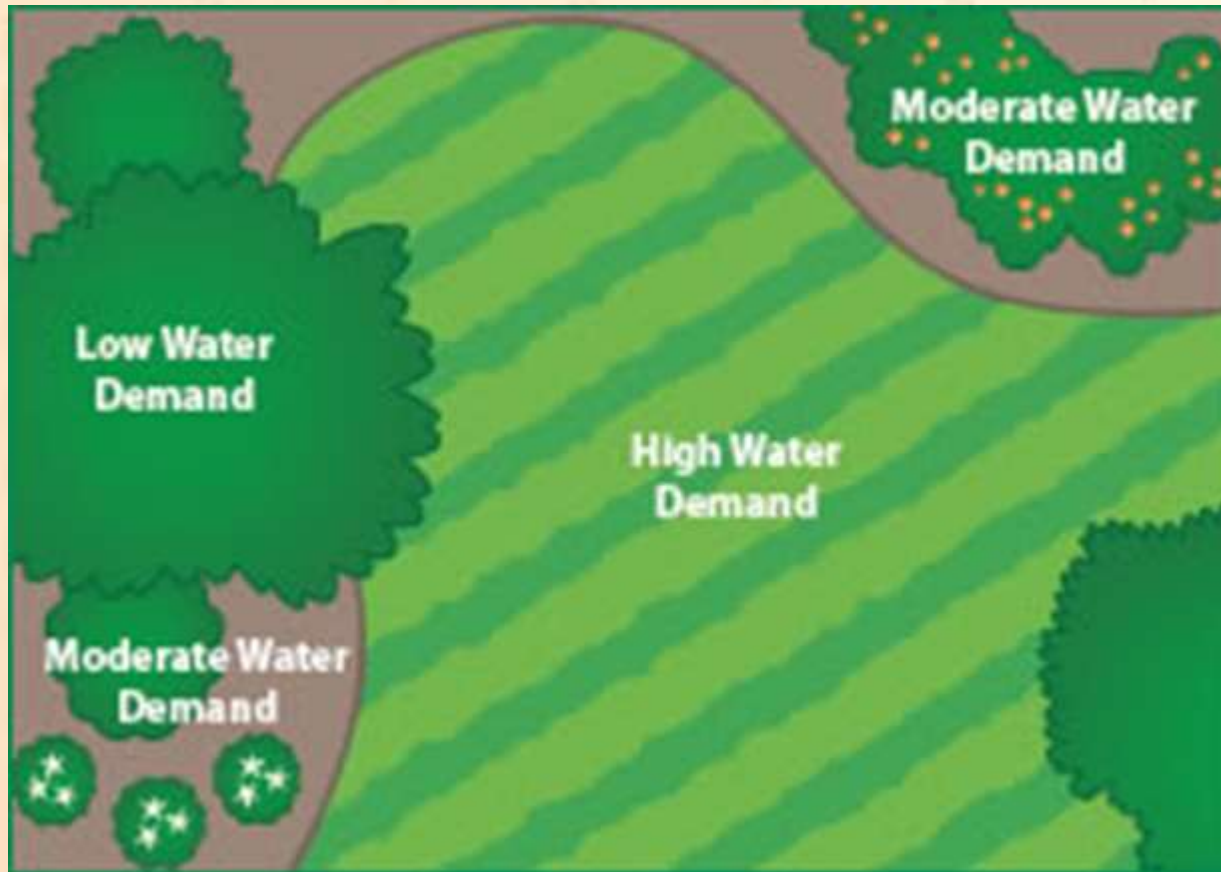 Moderate Water
Demand
Low Water
Demand
High Water
Demand
Moderate Water
Demand